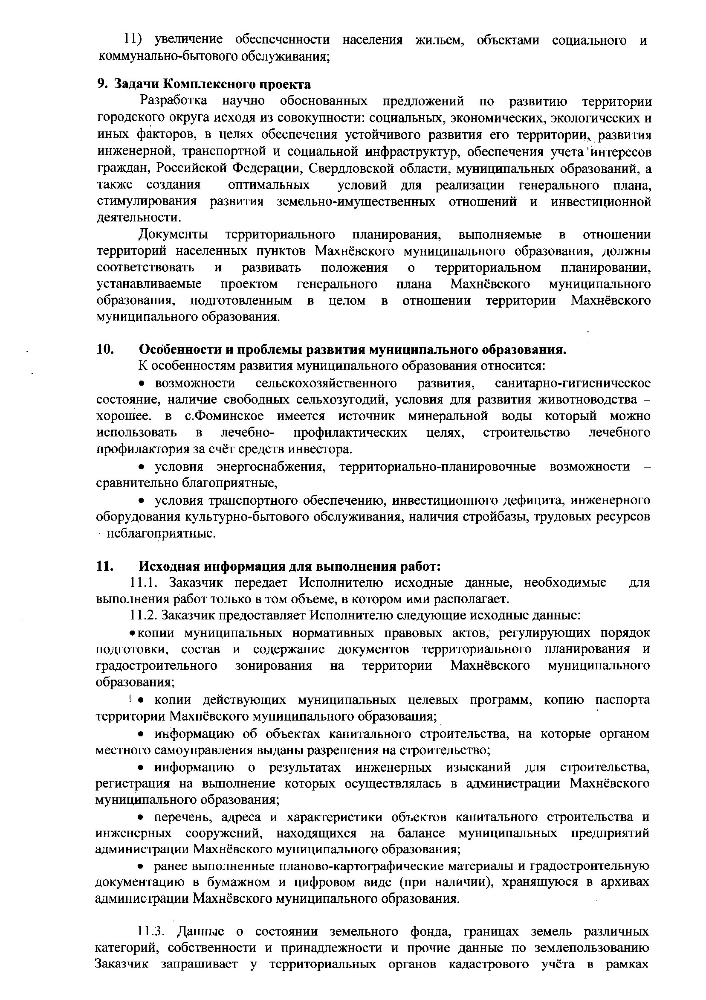 11) увеличение обеспеченности населения жильем, объектами социального и
коммунально-бытового обслуживания;
9. Задачи Комплексного проекта
Разработка научно обоснованных предложений по развитию территории
городского округа исходя из совокупности: социальных, экономических, экологических и
иных факторов, в целях обеспечения устойчивого развития его территории, развития
инженерной, транспортной и социальной инфраструктур, обеспечения учета интересов
граждан, Российской Федерации, Свердловской области, муниципальных образований, а
также создания оптимальных условий для реализации генерального плана,
стимулирования развития земельно-имущественных отношений и инвестиционной
деятельности.
Документы территориального планирования, выполняемые в отношении
территорий населенных пунктов Махнёвского муниципального образования, должны
соответствовать и развивать положения о территориальном планировании,
устанавливаемые проектом генерального плана Махнёвского муниципального
образования, подготовленным в целом в отношении территории Махнёвского
муниципального образования.
10. Особенности и проблемы развития муниципального образования.
К особенностям развития муниципального образования относится:
• возможности сельскохозяйственного развития, санитарно-гигиеническое
состояние, наличие свободных сельхозугодий, условия для развития животноводства –
хорошее. в с.Фоминское имеется источник минеральной воды который можно
использовать в лечебно- профилактических целях, строительство лечебного
профилактория за счёт средств инвестора.
• условия энергоснабжения, территориально-планировочные возможности –
сравнительно благоприятные,
• условия транспортного обеспечению, инвестиционного дефицита, инженерного
оборудования культурно-бытового обслуживания, наличия стройбазы, трудовых ресурсов
– неблагоприятные.
11. Исходная информация для выполнения работ:
11.1. Заказчик передает Исполнителю исходные данные, необходимые для
выполнения работ только в том объеме, в котором ими располагает.
11.2. Заказчик предоставляет Исполнителю следующие исходные данные:
•копии муниципальных нормативных правовых актов, регулирующих порядок
подготовки, состав и содержание документов территориального планирования и
градостроительного зонирования на территории Махнёвского муниципального
образования;
• копии действующих муниципальных целевых программ, копию паспорта
территории Махнёвского муниципального образования;
• информацию об объектах капитального строительства, на которые органом
местного самоуправления выданы разрешения на строительство;
• информацию о результатах инженерных изысканий для строительства,
регистрация на выполнение которых осуществлялась в администрации Махнёвского
муниципального образования;
• перечень, адреса и характеристики объектов капитального строительства и
инженерных сооружений, находящихся на балансе муниципальных предприятий
администрации Махнёвского муниципального образования;
• ранее выполненные планово-картографические материалы и градостроительную
документацию в бумажном и цифровом виде (при наличии), хранящуюся в архивах
администрации Махнёвского муниципального образования.
11.3. Данные о состоянии земельного фонда, границах земель различных
категорий, собственности и принадлежности и прочие данные по землепользованию
Заказчик запрашивает у территориальных органов кадастрового учёта в рамках